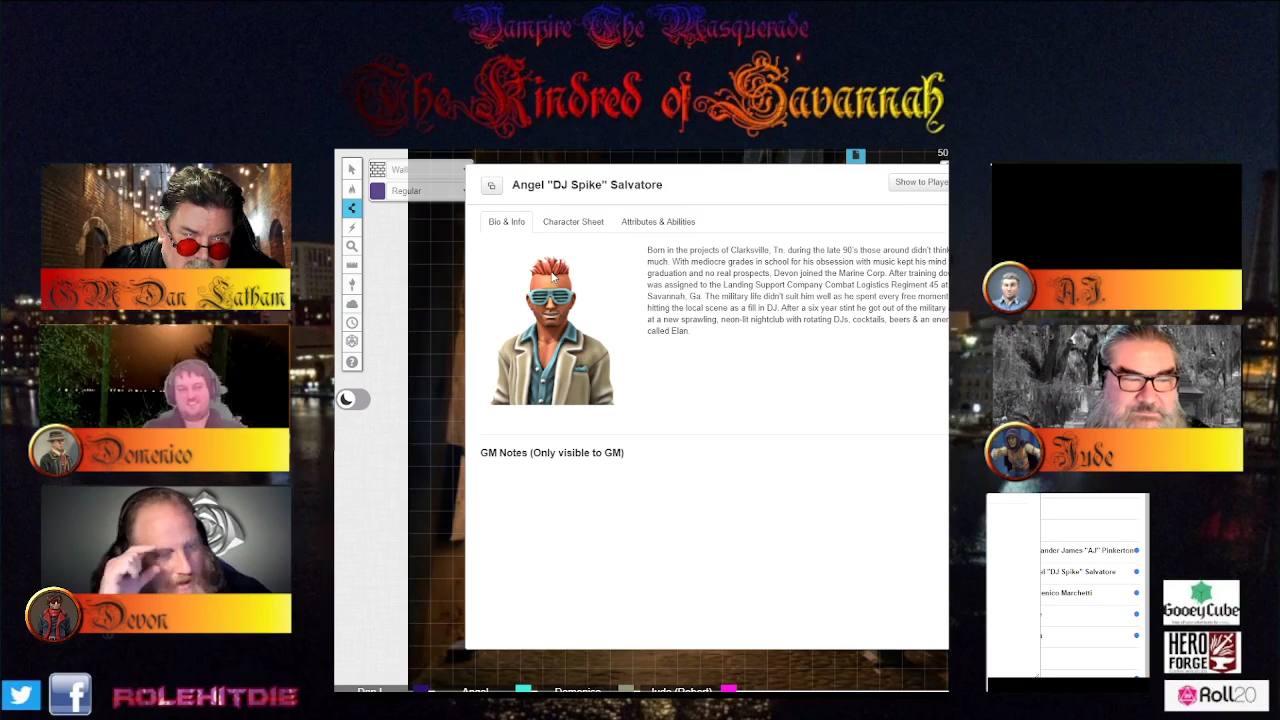 Vampire The Masquerade
The Kindred of Savannah
GM Dan Latham
Domenico
Devon
ROLEHITDIE
Regular
50
Angel "DJ Spike" Salvatore
Show to Playe
Bio & Info
Character Sheet
Attributes & Abilities
Born in the projects of Clarksville, Tn. during the late 90's those around didn't think
much. With mediocre grades in school for his obsession with music kept his mind
graduation and no real prospects, Devon joined the Marine Corp. After training
was assigned to the Landing Support Company Combat Logistics Regiment 45 at
Savannah, Ga. The military life didn't suit him well as he spent every free moment
hitting the local scene as a fill in DJ. After a six year stint he got out of the military
at a new sprawling, neon-lit nightclub with rotating DJs, cocktails, beers & an
called Elan.
GM Notes (Only visible to GM)
Angel
Domenico
Jude (Robert)
A.J.
Jude
ander James "AJ" Pinkerton
el "DJ Spike" Salvatore
enico Marchetti
GooeyCube
HERO
FORGE
Roll20